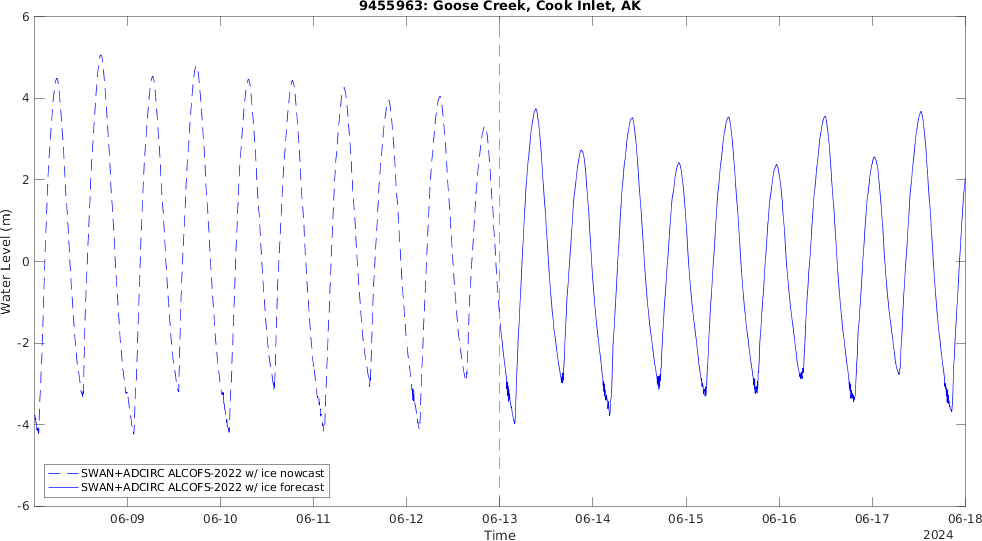 9455963: Goose Creek, Cook Inlet, AK
6
4
2
0
-2
-4
-6
Water Level (m)
SWAN+ADCIRC ALCOFS-2022 w/ ice nowcast
SWAN+ADCIRC ALCOFS-2022 w/ ice forecast
06-09 06-10 06-11 06-12 06-13 06-14 06-15 06-16 06-17 06-18
Time
2024